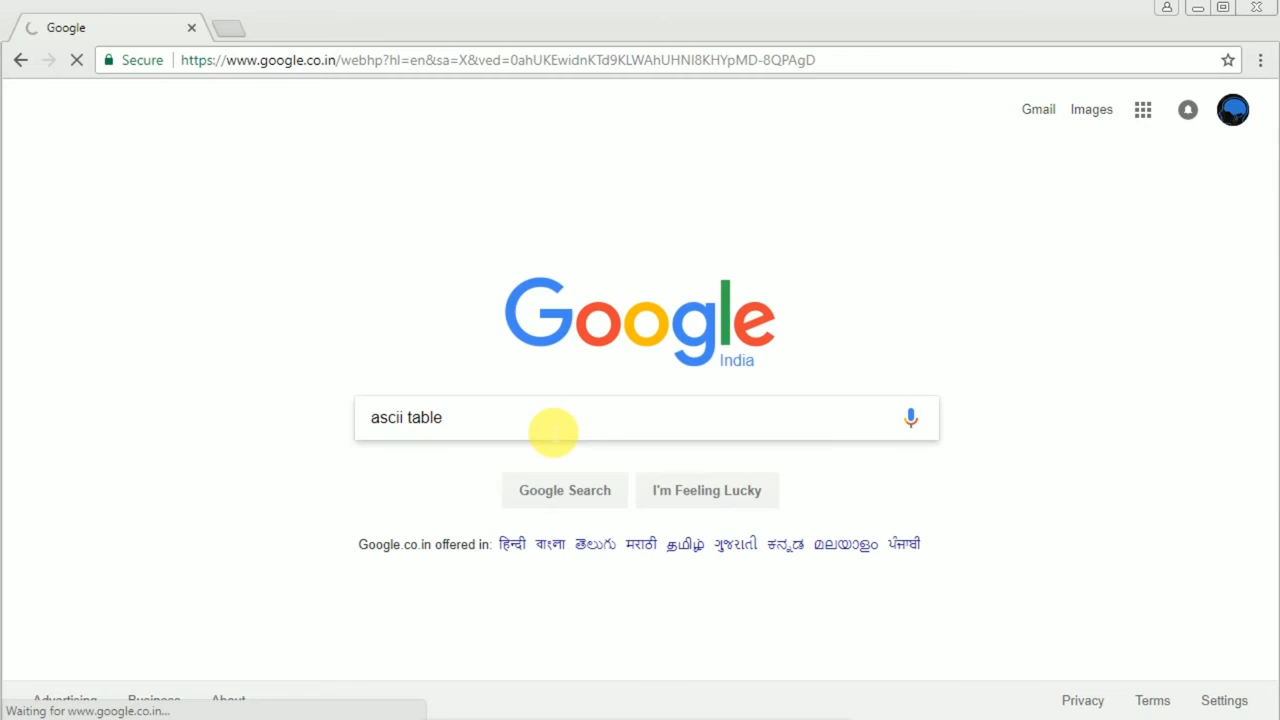 Google
Secure https://www.google.co.in/webhp?hl=en&sa=X&ved=0ahUKEwidnKTd9KLWAhUHNI8KHYpMD-8QPAgD
Gmail Images
Google
India
ascii table
Google Search I'm Feeling Lucky
Google.co.in offered in: हिन्दी বাংলা తెలుగు मराठी தமிழ் ગુજરાતી ಕನ್ನಡ മലയാളം ਪੰਜਾਬੀ
Advertising Business About Privacy Terms Settings
Waiting for www.google.co.in...